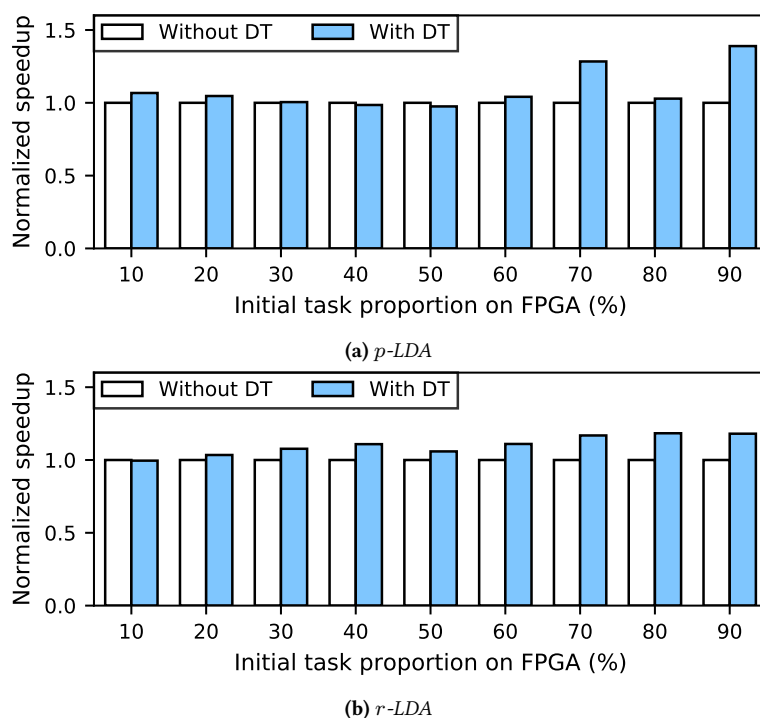 Without DT With DT
Normalized speedup
1.5
1.0
0.5
0.0
10 20 30 40 50 60 70 80 90
Initial task proportion on FPGA (%)
(a) p-LDA
Without DT With DT
Normalized speedup
1.5
1.0
0.5
0.0
10 20 30 40 50 60 70 80 90
Initial task proportion on FPGA (%)
(b) r-LDA